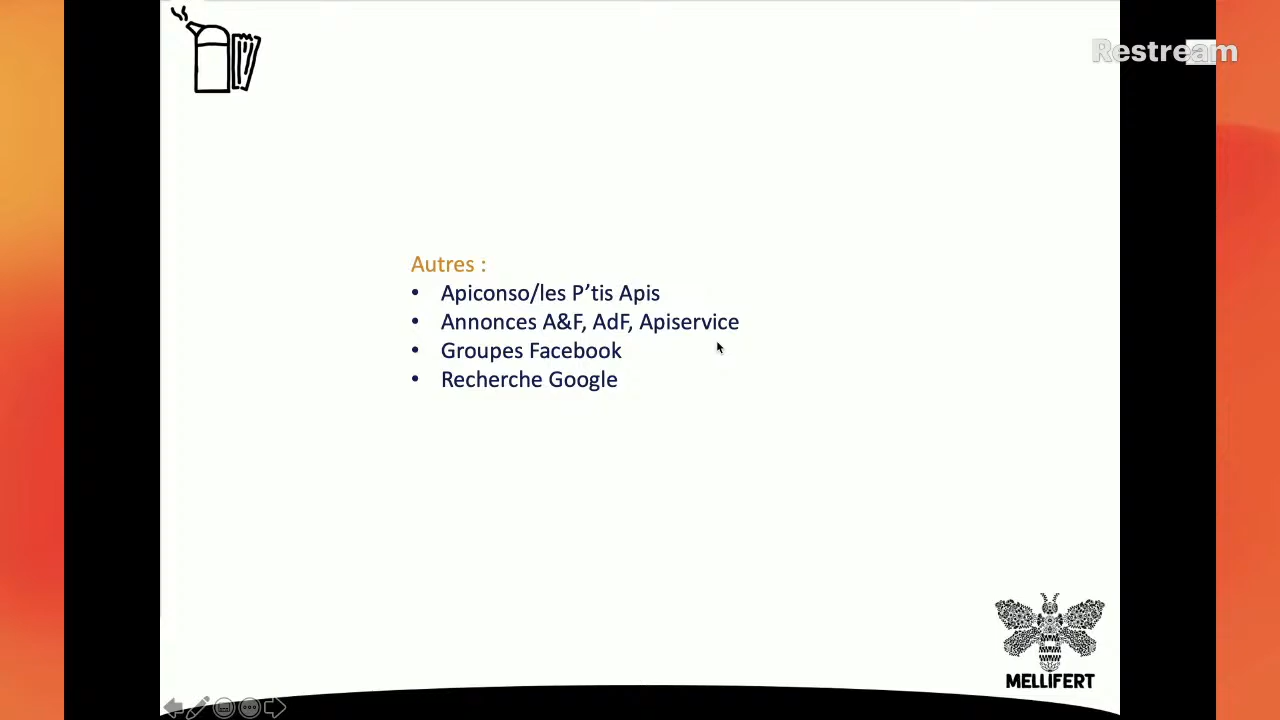 Restream
Autres :
• Apiconso/les P’tis Apis
• Annonces A&F, AdF, Apiservice
• Groupes Facebook
• Recherche Google
MELLIFERT